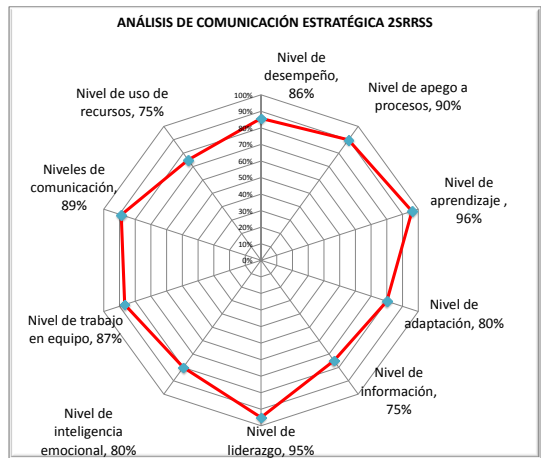 ANÁLISIS DE COMUNICACIÓN ESTRATÉGICA 2SRRSS
Nivel de
desempeño,
86%
Nivel de apego a
procesos, 90%
Nivel de
aprendizaje ,
96%
Nivel de
adaptación, 80%
Nivel de
información,
75%
Nivel de
liderazgo, 95%
Nivel de
inteligencia
emocional, 80%
Nivel de trabajo
en equipo, 87%
Niveles de
comunicación,
89%
Nivel de uso de
recursos, 75%
100%
90%
80%
70%
60%
50%
40%
30%
20%
10%
0%